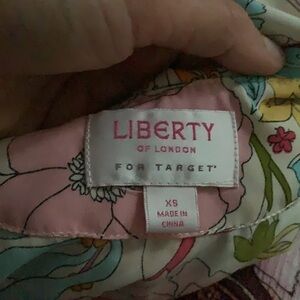 LIBERTY
OF LONDON
FOR TARGET
XS
MADE IN
CHINA